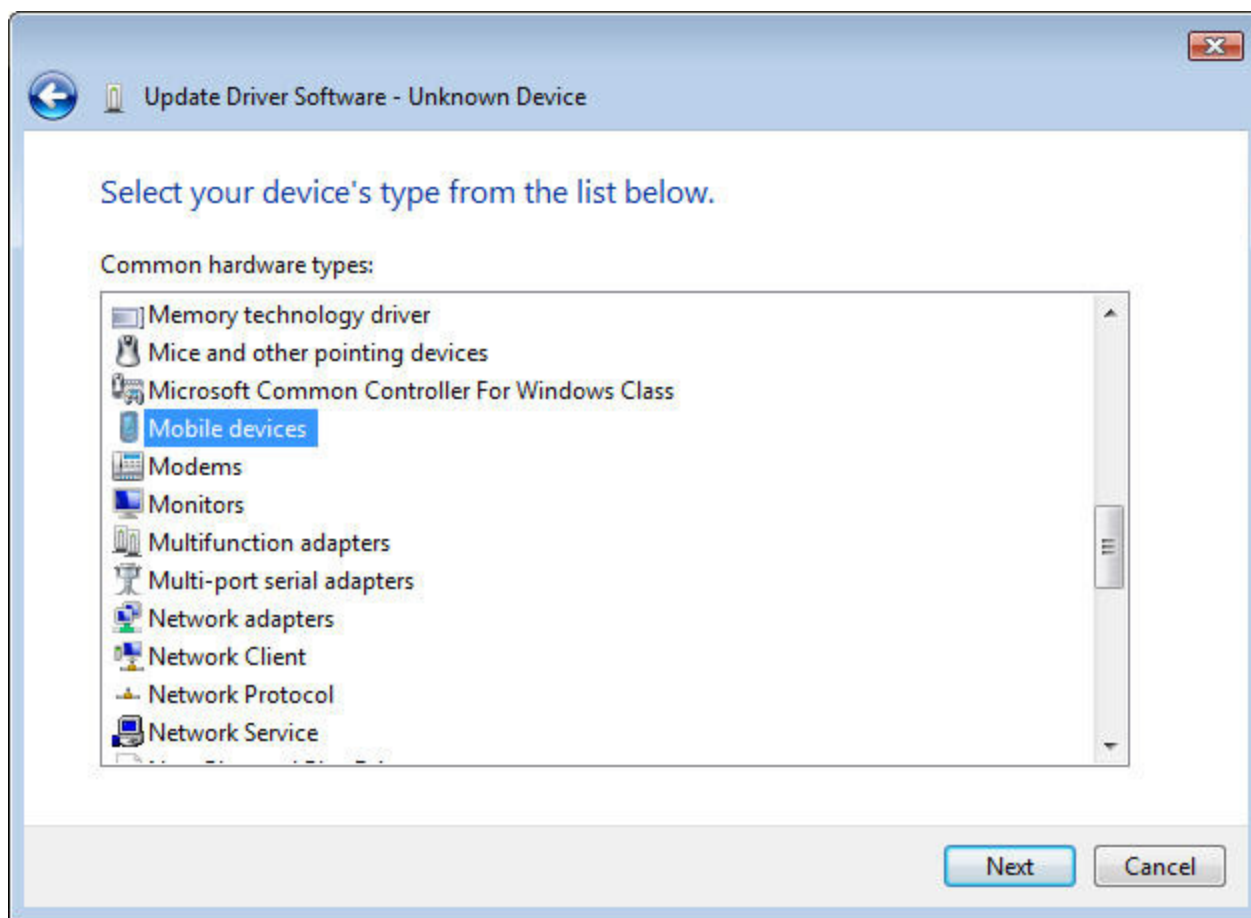 Update Driver Software - Unknown Device
Select your device's type from the list below.
Common hardware types:
Memory technology driver
Mice and other pointing devices
Microsoft Common Controller For Windows Class
Mobile devices
Modems
Monitors
Multifunction adapters
Multi-port serial adapters
Network adapters
Network Client
Network Protocol
Network Service
Next
Cancel